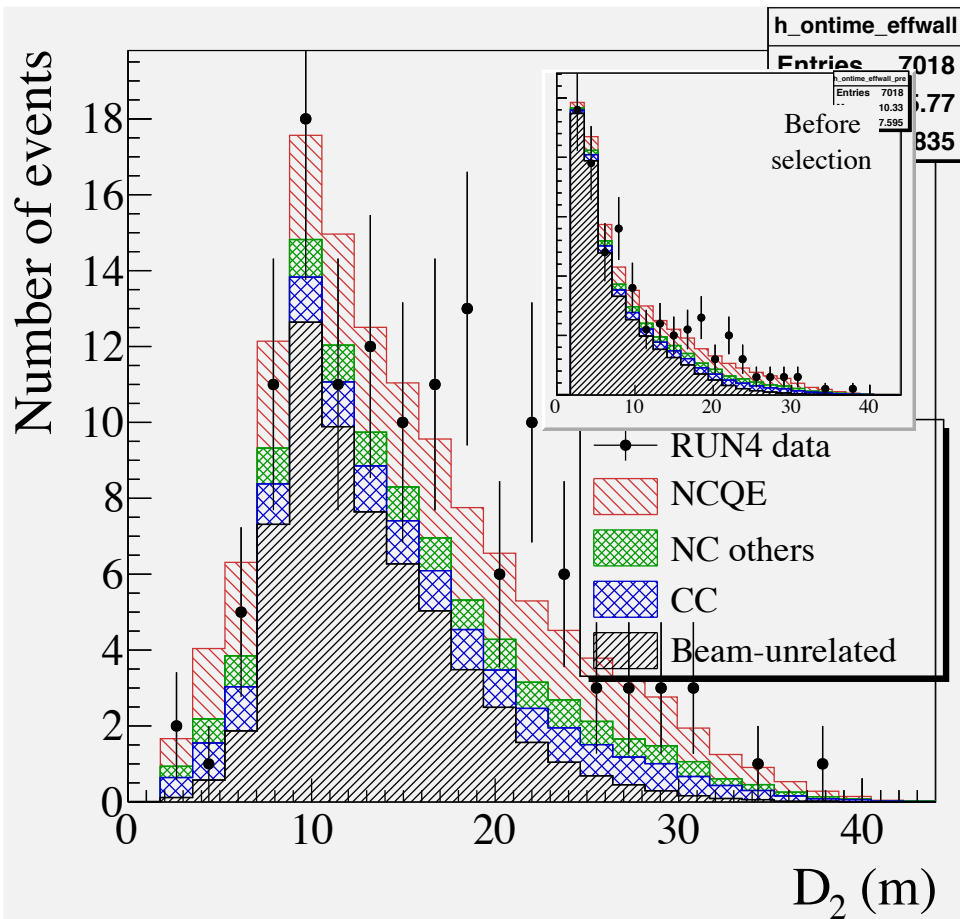 h_ontime_effwall
Entries 7018
5.77
835
h_ontime_effwall_pre
Entries 7018
10.33
7.595
Before
selection
0 10 20 30 40
Number of events
18
16
14
12
10
8
6
4
2
0
RUN4 data
NCQE
NC others
CC
Beam-unrelated
0 10 20 30 40
D2 (m)